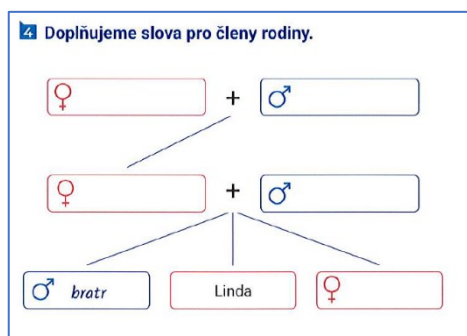 4 Doplňujeme slova pro členy rodiny.
♀ + ♂
♀ + ♂
♂ bratr Linda ♀